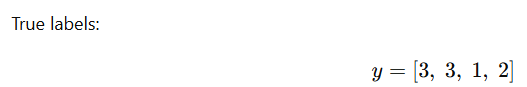 True labels:
y = [3, 3, 1, 2]